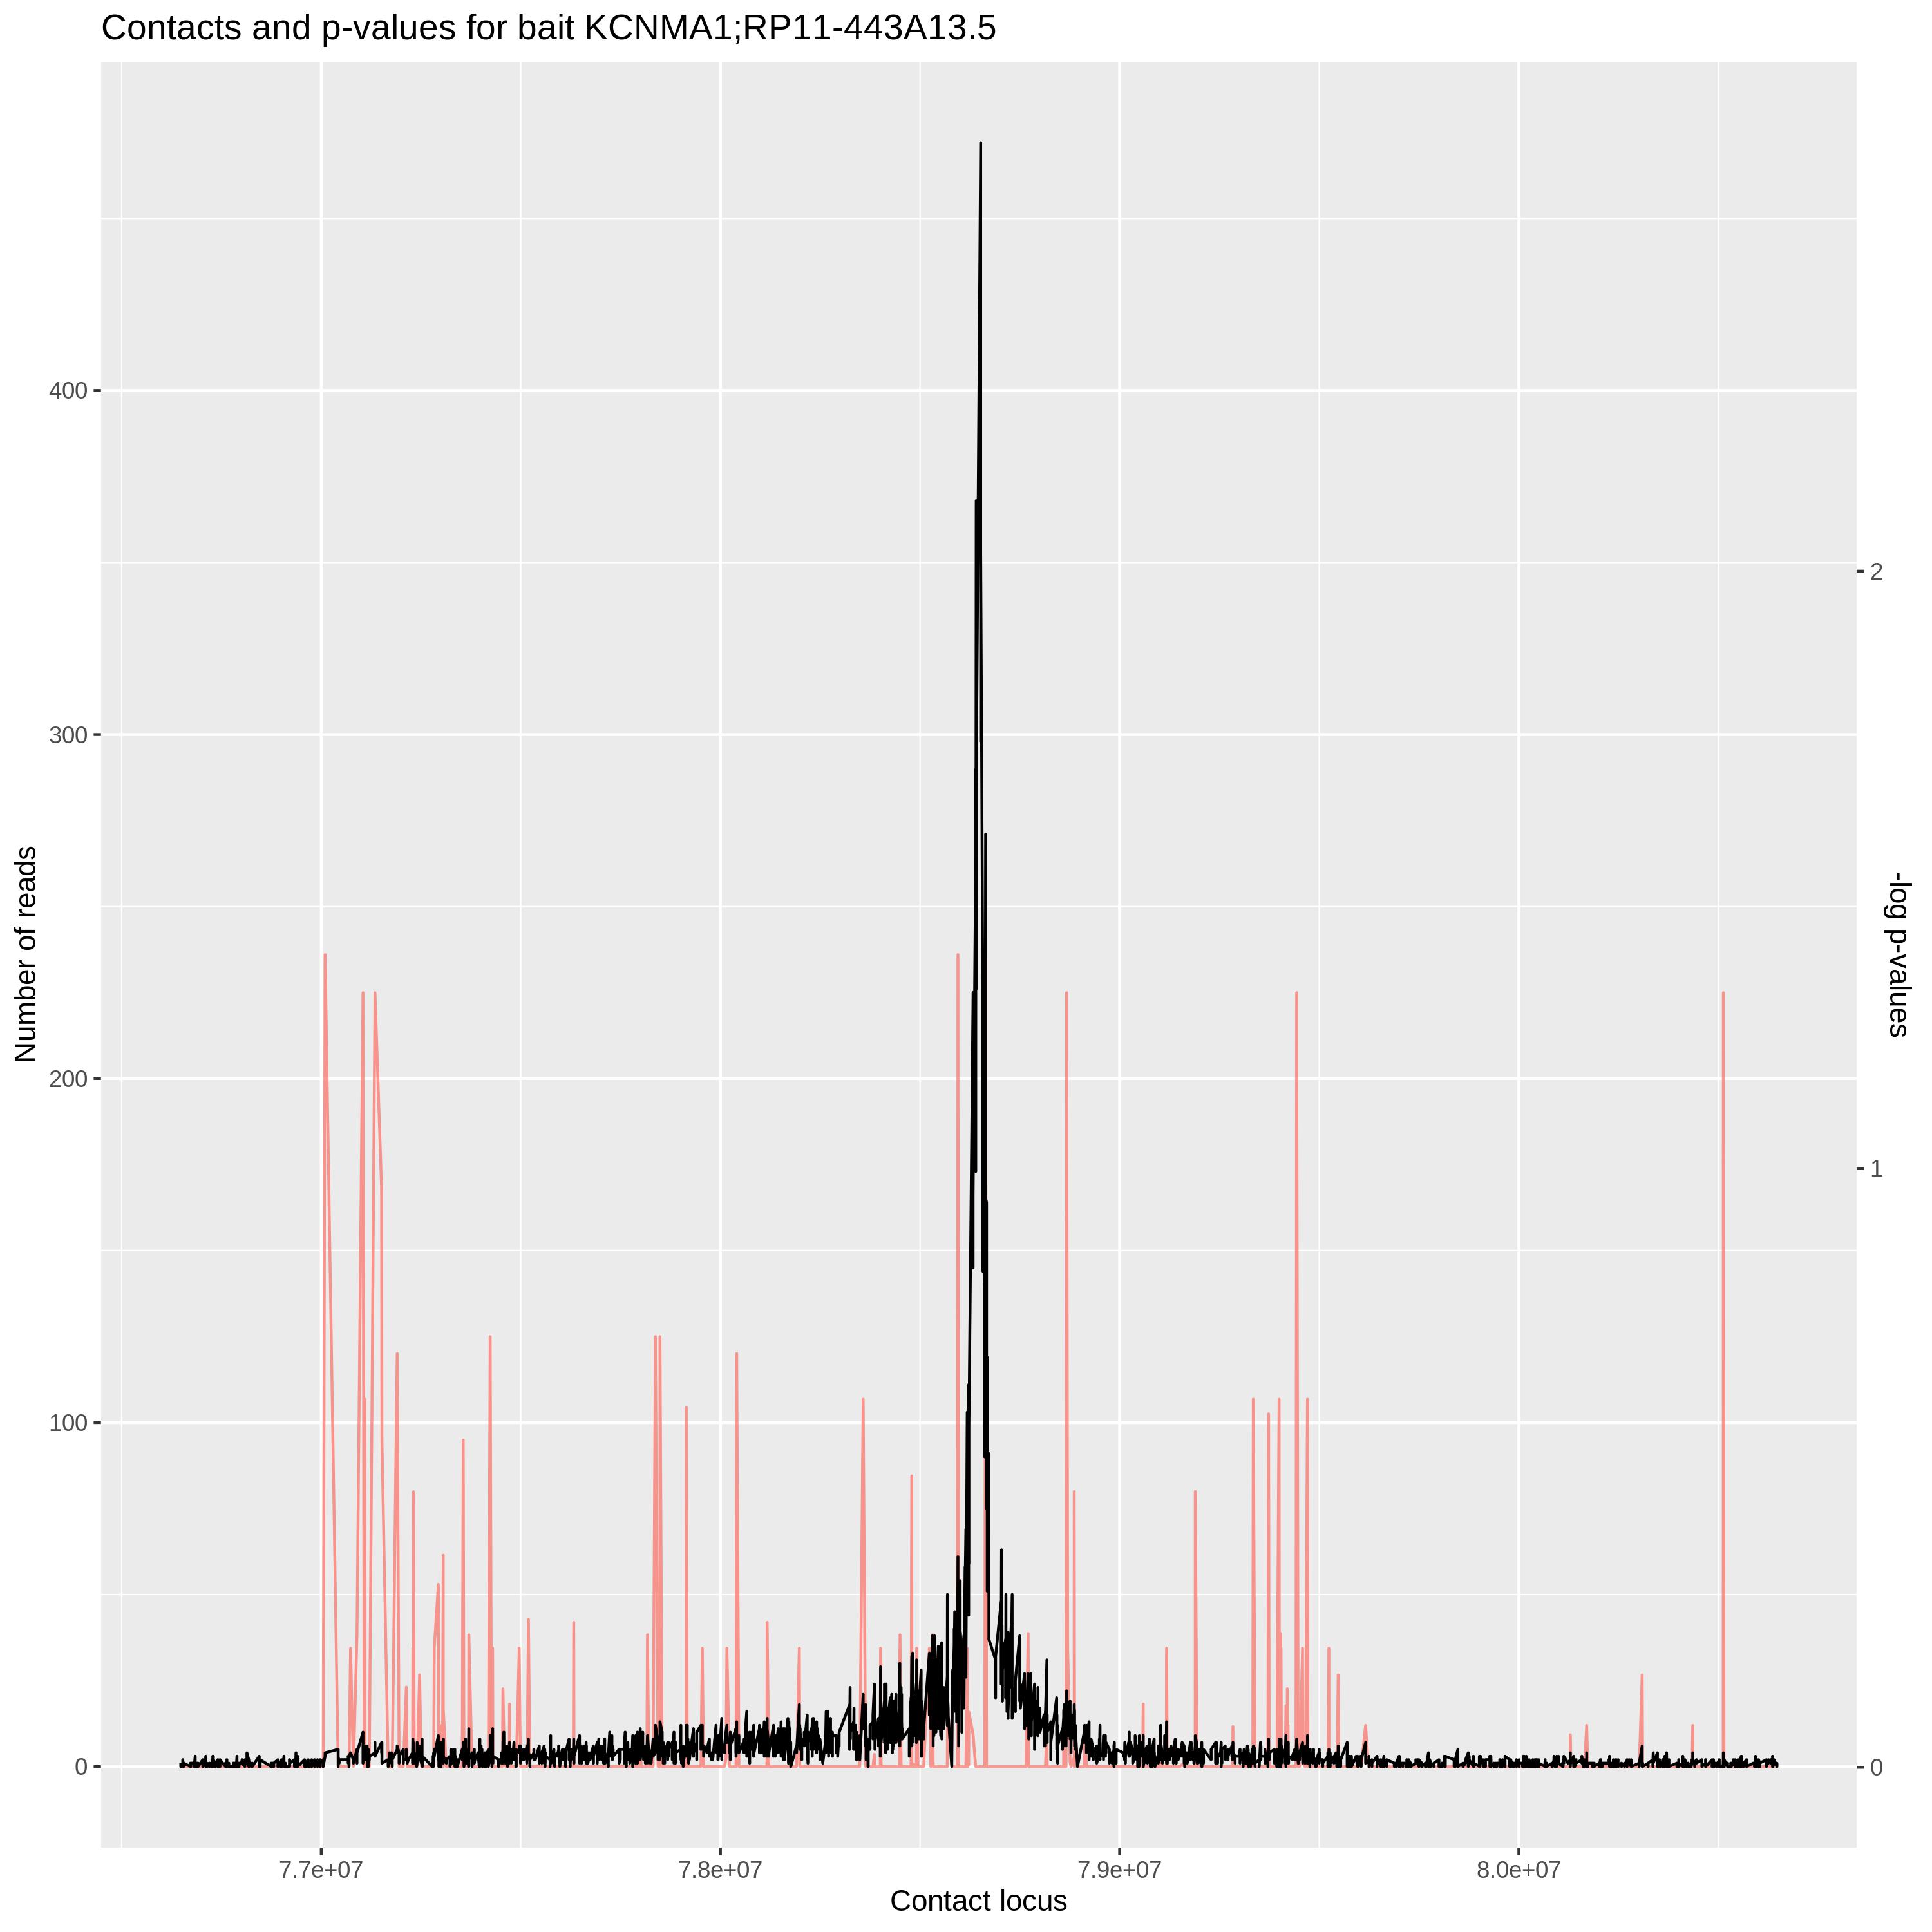 Contacts and p-values for bait KCNMA1;RP11-443A13.5
400
300
200
100
0
Number of reads
2
1
0
-log p-values
7.7e+07
7.8e+07
7.9e+07
8.0e+07
Contact locus